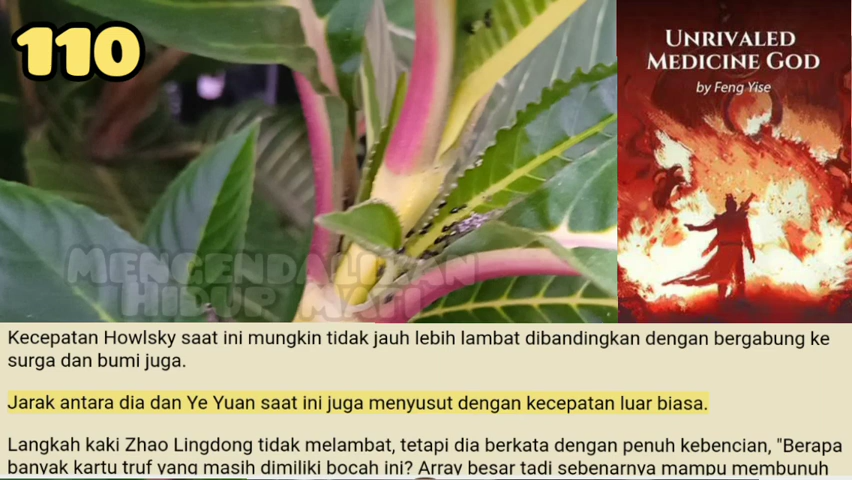 110
UNRIVALED
MEDICINE GOD
by Feng Yise
MENGENDALIKAN
HIDUP MATI
Kecepatan Howlsky saat ini mungkin tidak jauh lebih lambat dibandingkan dengan bergabung ke
surga dan bumi juga.
Jarak antara dia dan Ye Yuan saat ini juga menyusut dengan kecepatan luar biasa.
Langkah kaki Zhao Lingdong tidak melambat, tetapi dia berkata dengan penuh kebencian, "Berapa
banyak kartu truf yang masih dimiliki bocah ini? Array besar tadi sebenarnya mampu membunuh